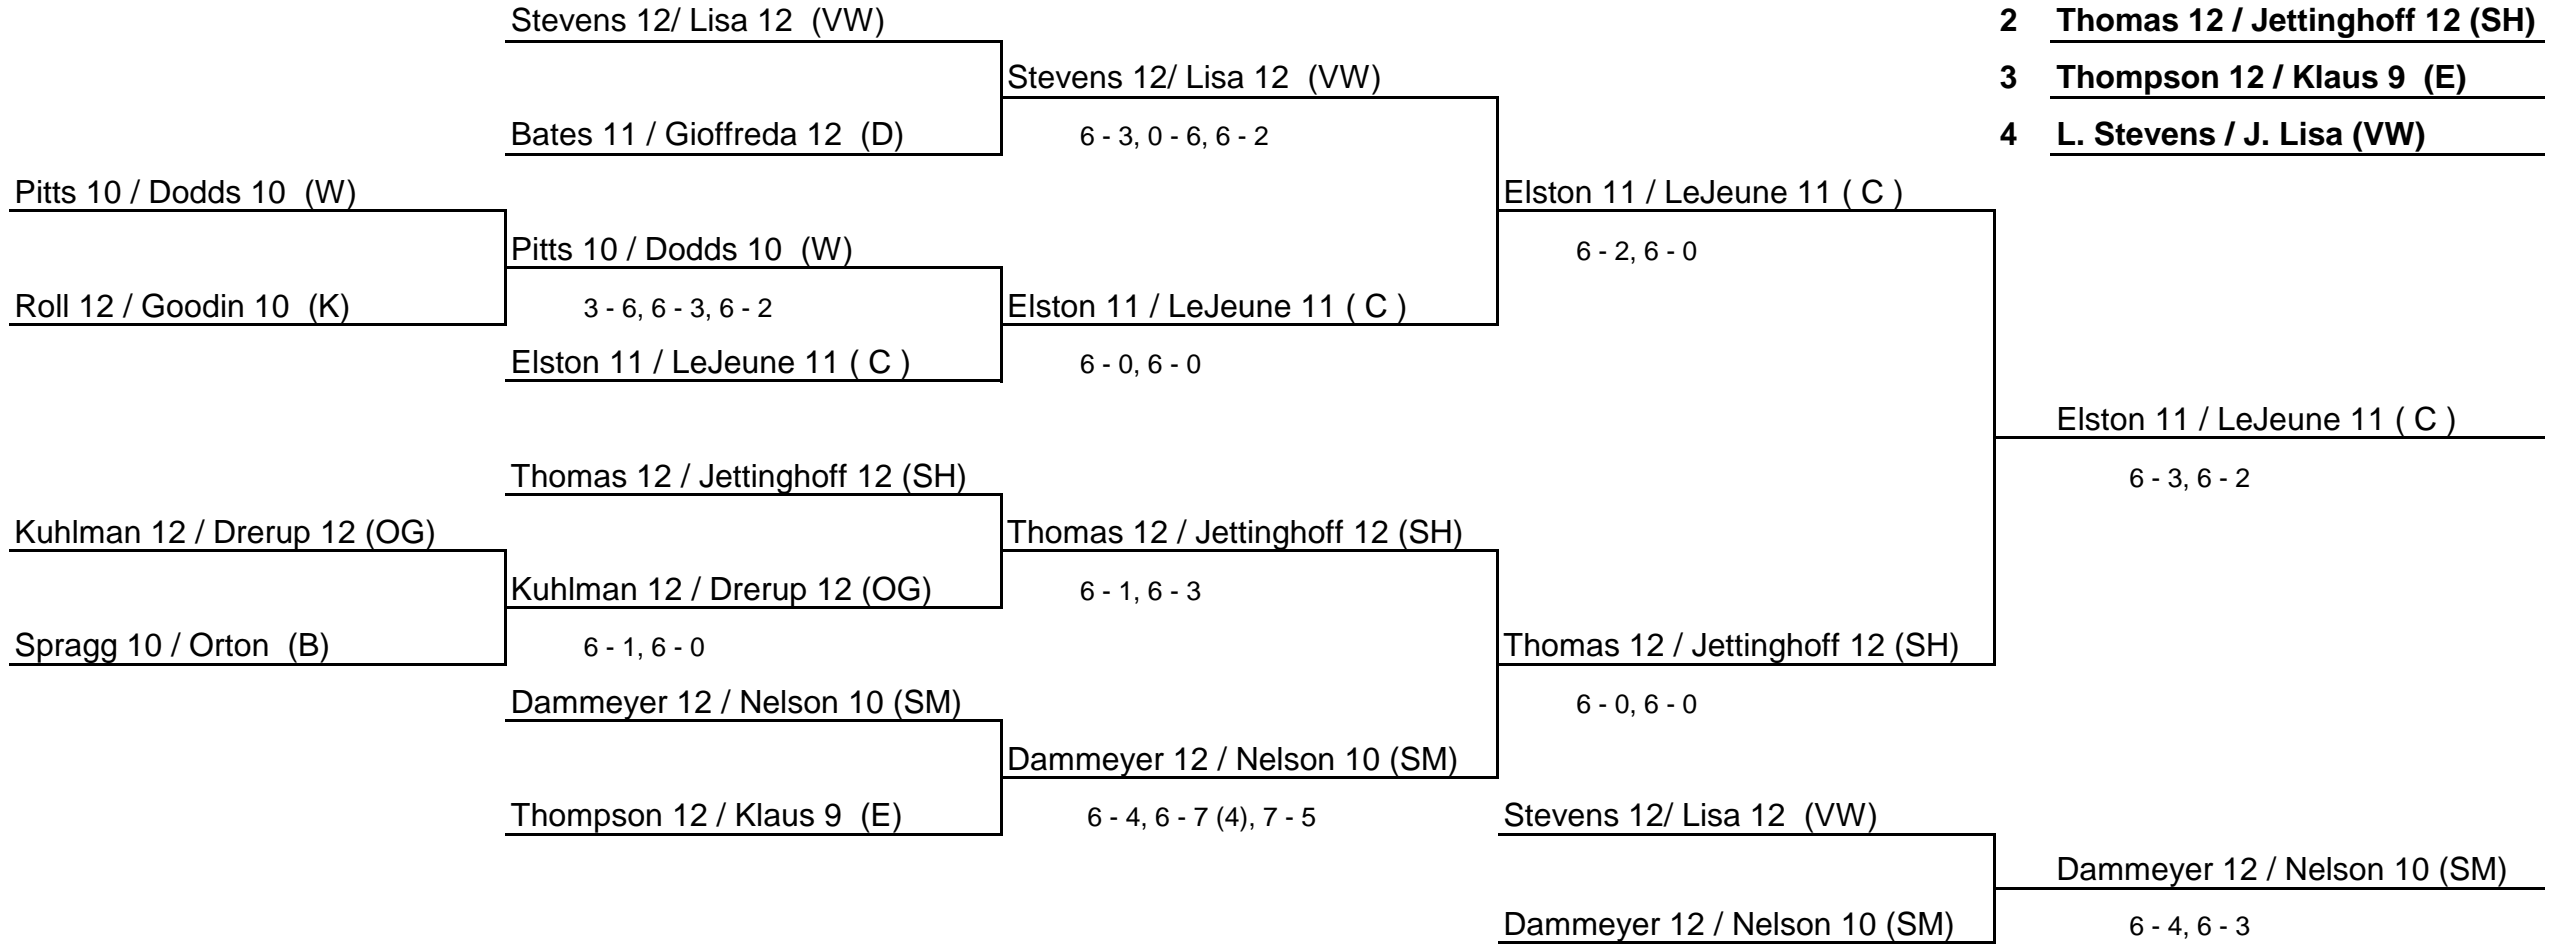 Stevens 12/ Lisa 12 (VW)
2 Thomas 12 / Jettinghoff 12 (SH)
Stevens 12/ Lisa 12 (VW)
3 Thompson 12 / Klaus 9 (E)
Bates 11 / Gioffreda 12 (D)
6 - 3, 0 - 6, 6 - 2
4 L. Stevens / J. Lisa (VW)
Pitts 10 / Dodds 10 (W)
Elston 11 / LeJeune 11 ( C )
Pitts 10 / Dodds 10 (W)
6 - 2, 6 - 0
Roll 12 / Goodin 10 (K)
3 - 6, 6 - 3, 6 - 2
Elston 11 / LeJeune 11 ( C )
Elston 11 / LeJeune 11 ( C )
6 - 0, 6 - 0
Elston 11 / LeJeune 11 ( C )
Thomas 12 / Jettinghoff 12 (SH)
6 - 3, 6 - 2
Kuhlman 12 / Drerup 12 (OG)
Thomas 12 / Jettinghoff 12 (SH)
Kuhlman 12 / Drerup 12 (OG)
6 - 1, 6 - 3
Spragg 10 / Orton (B)
6 - 1, 6 - 0
Thomas 12 / Jettinghoff 12 (SH)
Dammeyer 12 / Nelson 10 (SM)
6 - 0, 6 - 0
Dammeyer 12 / Nelson 10 (SM)
Thompson 12 / Klaus 9 (E)
6 - 4, 6 - 7 (4), 7 - 5
Stevens 12/ Lisa 12 (VW)
Dammeyer 12 / Nelson 10 (SM)
Dammeyer 12 / Nelson 10 (SM)
6 - 4, 6 - 3